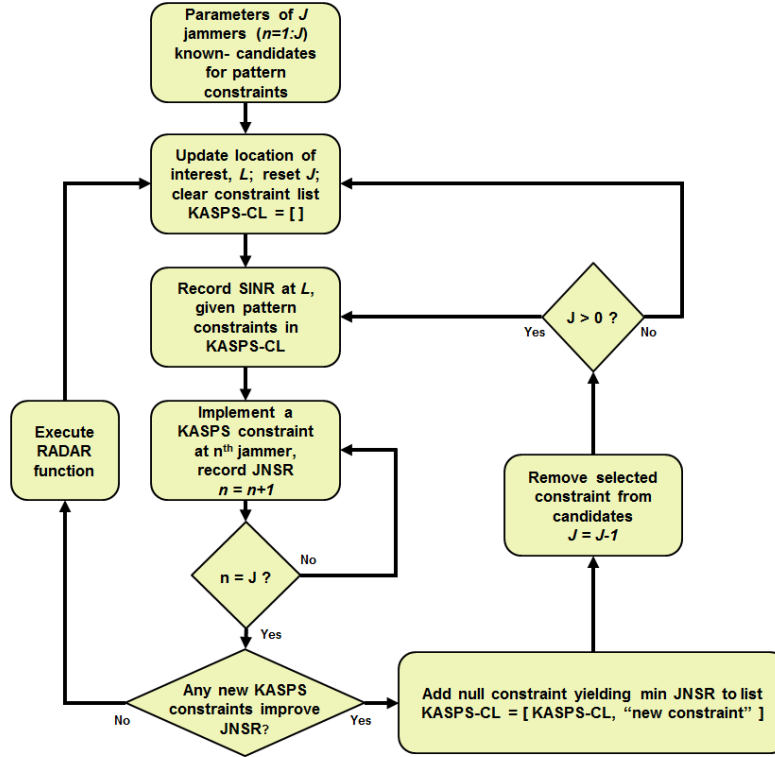 Parameters of J
jammers (n=1:J)
known- candidates
for pattern
constraints
Update location of
interest, L; reset J;
clear constraint list
KASPS-CL = [ ]
Record SINR at L,
given pattern
constraints in
KASPS-CL
J > 0 ?
Yes
No
Implement a
KASPS constraint
at nth jammer,
record JNSR
n = n+1
Execute
RADAR
function
Remove selected
constraint from
candidates
J = J-1
n = J ?
No
Yes
Any new KASPS
constraints improve
JNSR?
No
Yes
Add null constraint yielding min JNSR to list
KASPS-CL = [ KASPS-CL, “new constraint” ]